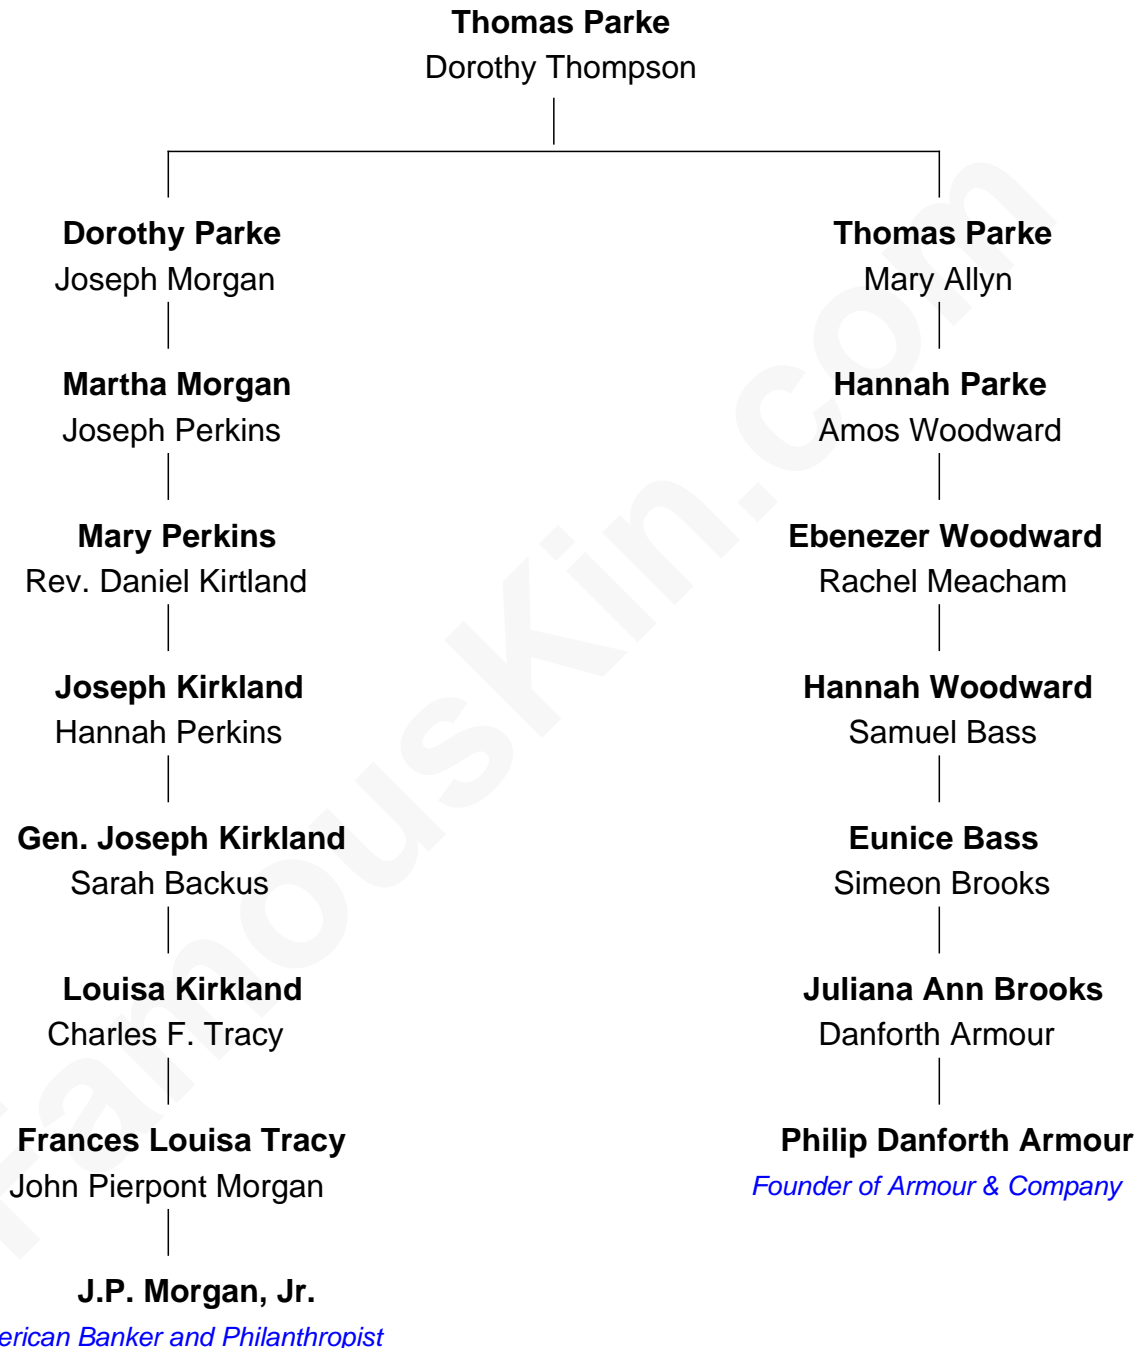 Thomas Parke
Dorothy Thompson
Dorothy Parke
Joseph Morgan
Martha Morgan
Joseph Perkins
Mary Perkins
Rev. Daniel Kirtland
Joseph Kirkland
Hannah Perkins
Gen. Joseph Kirkland
Sarah Backus
Louisa Kirkland
Charles F. Tracy
Frances Louisa Tracy
John Pierpont Morgan
J.P. Morgan, Jr.
erican Banker and Philanthropist
Thomas Parke
Mary Allyn
Hannah Parke
Amos Woodward
Ebenezer Woodward
Rachel Meacham
Hannah Woodward
Samuel Bass
Eunice Bass
Simeon Brooks
Juliana Ann Brooks
Danforth Armour
Philip Danforth Armour
Founder of Armour & Company
FamousKin.com